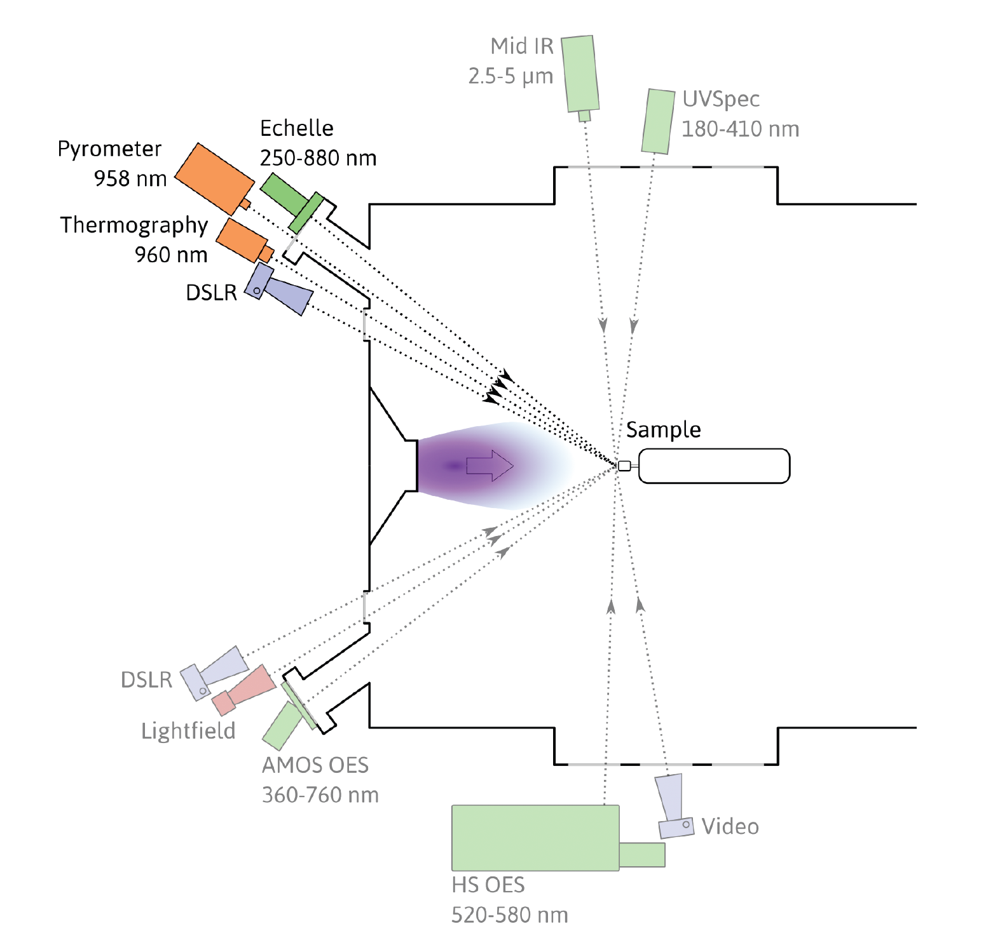 Mid IR
2.5-5 µm
UVSpec
180-410 nm
Echelle
250-880 nm
Pyrometer
958 nm
Thermography
960 nm
DSLR
Sample
DSLR
Lightfield
AMOS OES
360-760 nm
Video
HS OES
520-580 nm